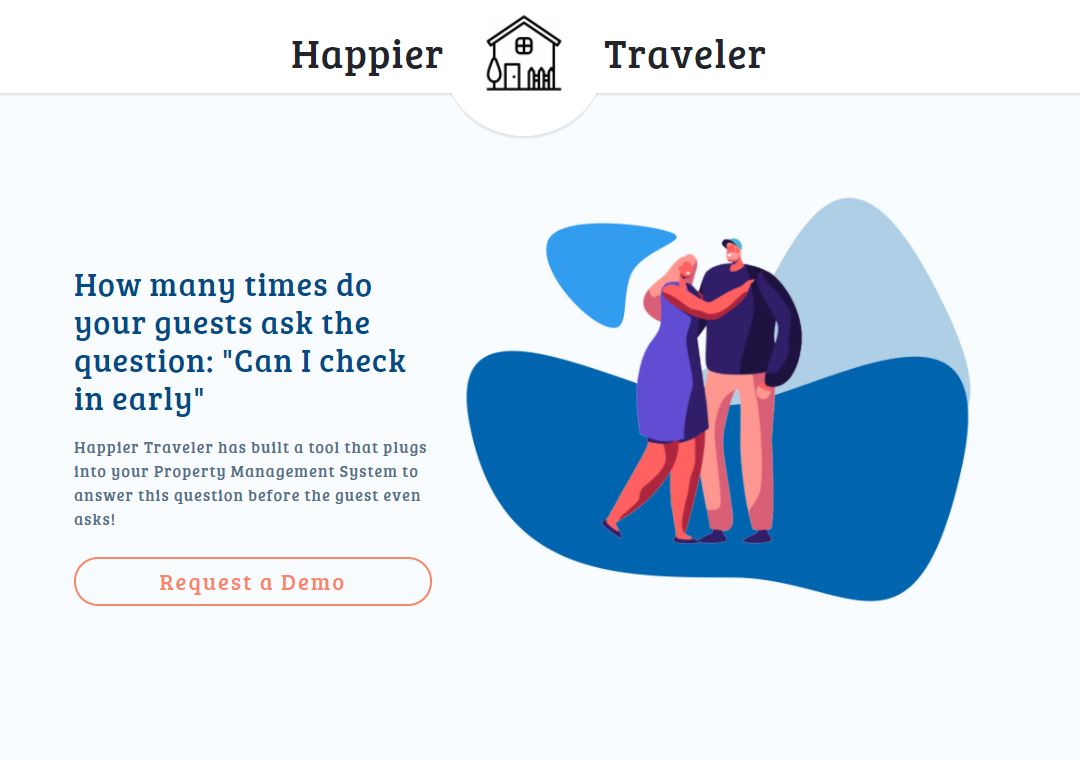 Happier Traveler
How many times do
your guests ask the
question: "Can I check
in early"
Happier Traveler has built a tool that plugs
into your Property Management System to
answer this question before the guest even
asks!
Request a Demo